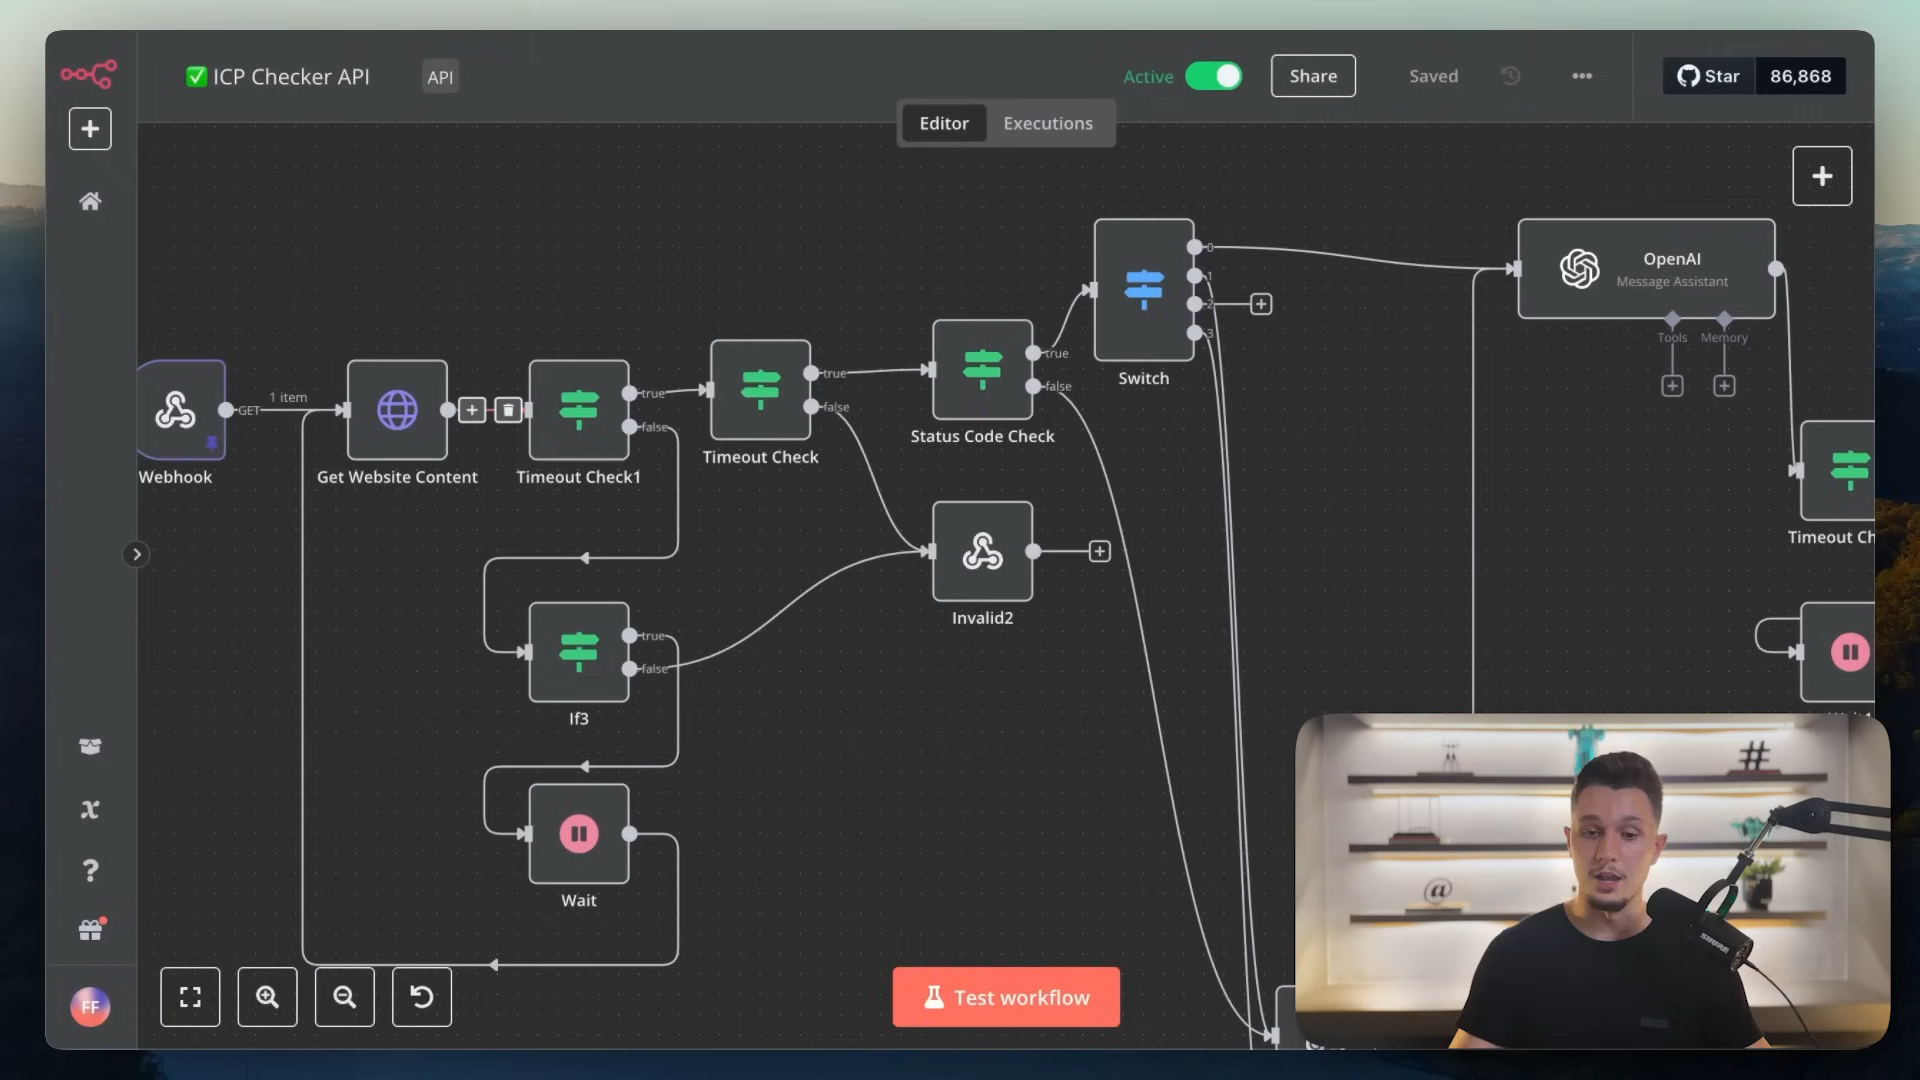 ✅ ICP Checker API
API
Active
Share
Saved
Star
86,868
Editor
Executions
0
1
2
3
OpenAI
Message Assistant
Tools
Memory
Switch
true
false
Status Code Check
true
false
Timeout Check
GET
1 item
Webhook
Get Website Content
true
false
Timeout Check1
Timeout Ch
Invalid2
true
false
If3
Wait
?
FF
Test workflow
#
@
SHURE